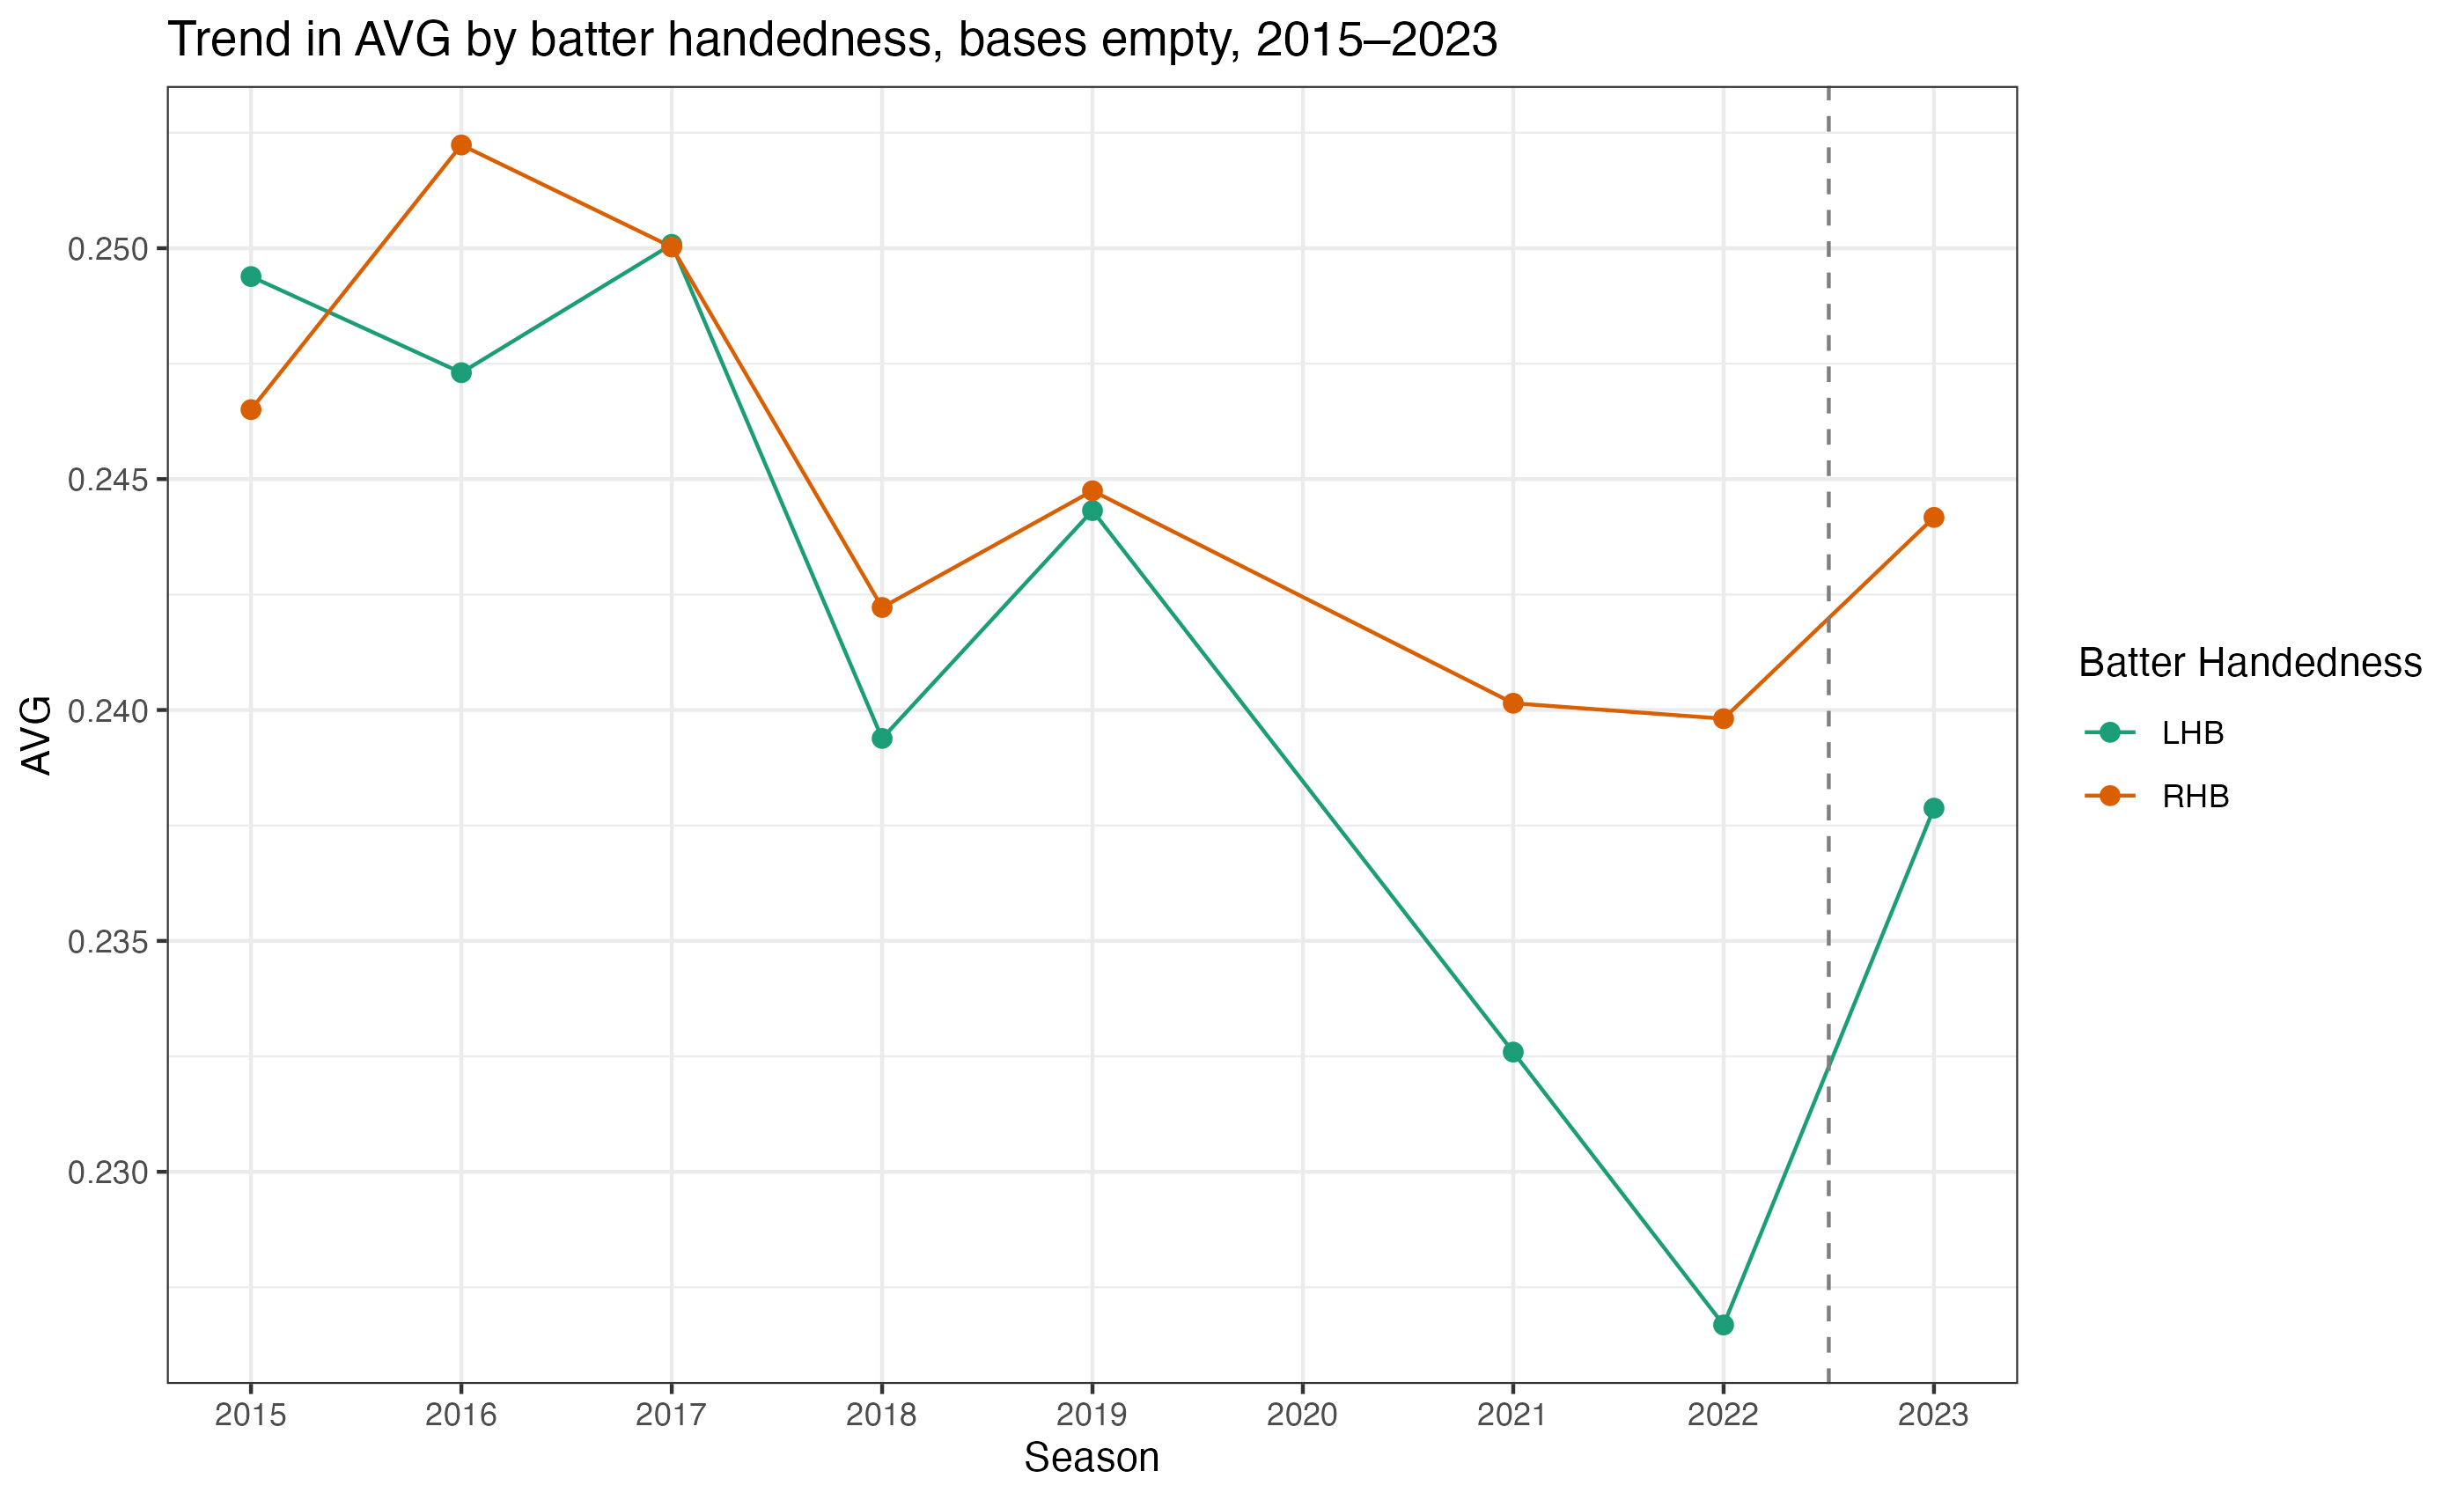 Trend in AVG by batter handedness, bases empty, 2015–2023
AVG
0.250
0.245
0.240
0.235
0.230
2015 2016 2017 2018 2019 2020 2021 2022 2023
Season
Batter Handedness
LHB
RHB